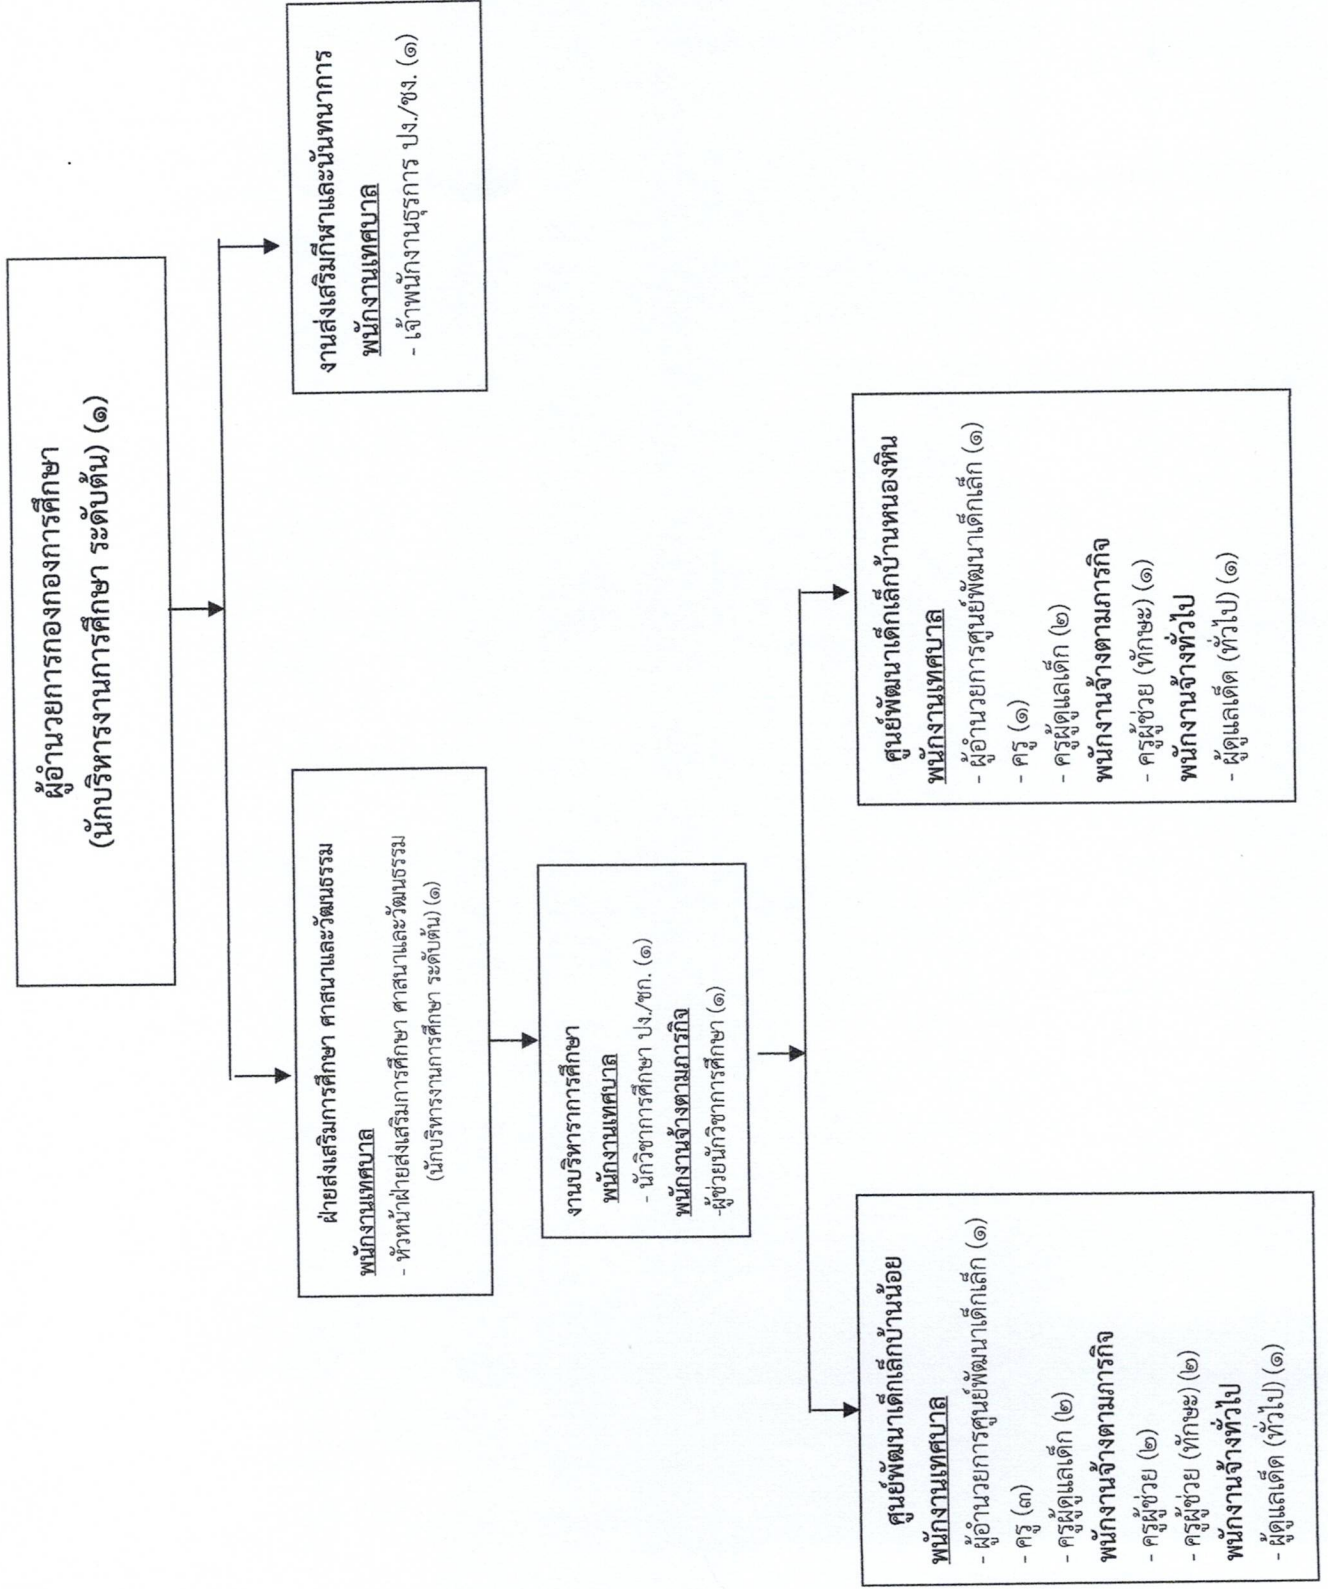 ผู้อำนวยการกองการศึกษา
(นักบริหารงานการศึกษา ระดับต้น) (๑)
ฝ่ายส่งเสริมการศึกษา ศาสนาและวัฒนธรรม
พนักงานเทศบาล
- หัวหน้าฝ่ายส่งเสริมการศึกษา ศาสนาและวัฒนธรรม
(นักบริหารงานการศึกษา ระดับต้น) (๑)
งานส่งเสริมกีฬาและนันทนาการ
พนักงานเทศบาล
- เจ้าพนักงานธุรการ ปง./ชง. (๑)
งานบริหาราการศึกษา
พนักงานเทศบาล
- นักวิชาการศึกษา ปง./ชก. (๑)
พนักงานจ้างตามภารกิจ
-ผู้ช่วยนักวิชาการศึกษา (๑)
ศูนย์พัฒนาเด็กเล็กบ้านน้อย
พนักงานเทศบาล
- ผู้อำนวยการศูนย์พัฒนาเด็กเล็ก (๑)
- ครู (๓)
- ครูผู้ดูแลเด็ก (๒)
พนักงานจ้างตามภารกิจ
- ครูผู้ช่วย (๒)
- ครูผู้ช่วย (ทักษะ) (๒)
พนักงานจ้างทั่วไป
- ผู้ดูแลเด็ด (ทั่วไป) (๑)
ศูนย์พัฒนาเด็กเล็กบ้านหนองหิน
พนักงานเทศบาล
- ผู้อำนวยการศูนย์พัฒนาเด็กเล็ก (๑)
- ครู (๑)
- ครูผู้ดูแลเด็ก (๒)
พนักงานจ้างตามภารกิจ
- ครูผู้ช่วย (ทักษะ) (๑)
พนักงานจ้างทั่วไป
- ผู้ดูแลเด็ด (ทั่วไป) (๑)